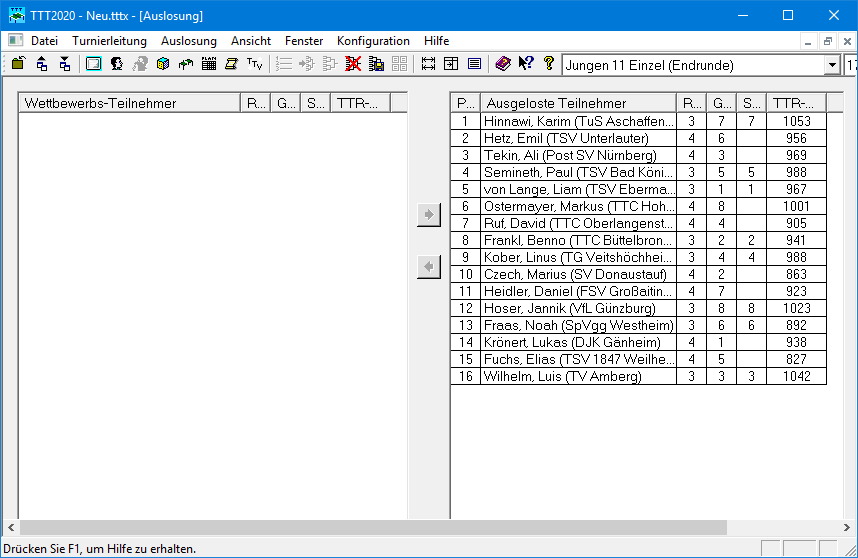 TTT2020 - Neu.tttx - [Auslosung]
Datei Turnierleitung Auslosung Ansicht Fenster Konfiguration Hilfe
Jungen 11 Einzel (Endrunde)
Wettbewerbs-Teilnehmer R... G... S... TTR-...
P... Ausgeloste Teilnehmer R... G... S... TTR-...
1 Hinnawi, Karim (TuS Aschaffen... 3 7 7 1053
2 Hetz, Emil (TSV Unterlauter) 4 6 956
3 Tekin, Ali (Post SV Nürnberg) 4 3 969
4 Semineth, Paul (TSV Bad Köni... 3 5 5 988
5 von Lange, Liam (TSV Eberma... 3 1 1 967
6 Ostermayer, Markus (TTC Hoh... 4 8 1001
7 Ruf, David (TTC Oberlangenst... 4 4 905
8 Frankl, Benno (TTC Büttelbron... 3 2 2 941
9 Kober, Linus (TG Veitshöchhei... 3 4 4 988
10 Czech, Marius (SV Donaustauf) 4 2 863
11 Heidler, Daniel (FSV Großaitin... 4 7 923
12 Hoser, Jannik (VfL Günzburg) 3 8 8 1023
13 Fraas, Noah (SpVgg Westheim) 3 6 6 892
14 Krönert, Lukas (DJK Gänheim) 4 1 938
15 Fuchs, Elias (TSV 1847 Weilhe... 4 5 827
16 Wilhelm, Luis (TV Amberg) 3 3 3 1042
Drücken Sie F1, um Hilfe zu erhalten.